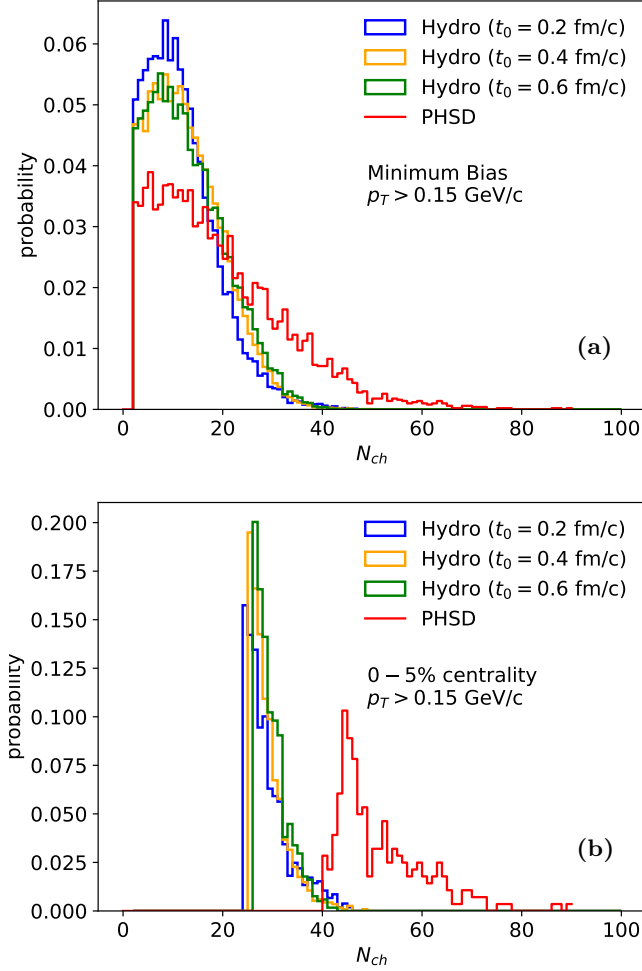 0.06
0.05
0.04
0.03
0.02
0.01
0.00
probability
Hydro (t₀ = 0.2 fm/c)
Hydro (t₀ = 0.4 fm/c)
Hydro (t₀ = 0.6 fm/c)
PHSD
Minimum Bias
p_T > 0.15 GeV/c
(a)
0 20 40 60 80 100
N_ch
0.200
0.175
0.150
0.125
0.100
0.075
0.050
0.025
0.000
probability
Hydro (t₀ = 0.2 fm/c)
Hydro (t₀ = 0.4 fm/c)
Hydro (t₀ = 0.6 fm/c)
PHSD
0 − 5% centrality
p_T > 0.15 GeV/c
(b)
0 20 40 60 80 100
N_ch